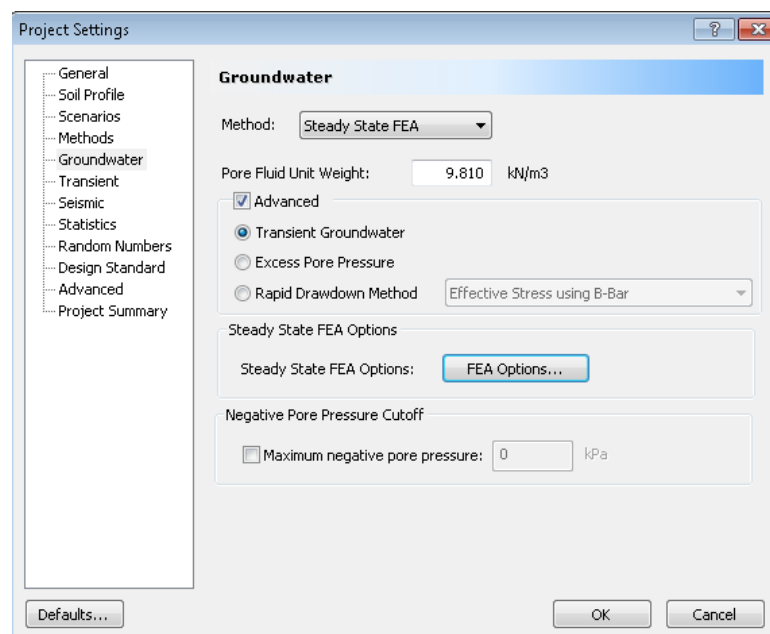 Project Settings
General
Soil Profile
Scenarios
Methods
Groundwater
Transient
Seismic
Statistics
Random Numbers
Design Standard
Advanced
Project Summary
Groundwater
Method: Steady State FEA
Pore Fluid Unit Weight: 9.810 kN/m3
Advanced
Transient Groundwater
Excess Pore Pressure
Rapid Drawdown Method Effective Stress using B-Bar
Steady State FEA Options
Steady State FEA Options: FEA Options...
Negative Pore Pressure Cutoff
Maximum negative pore pressure: 0 kPa
Defaults... OK Cancel